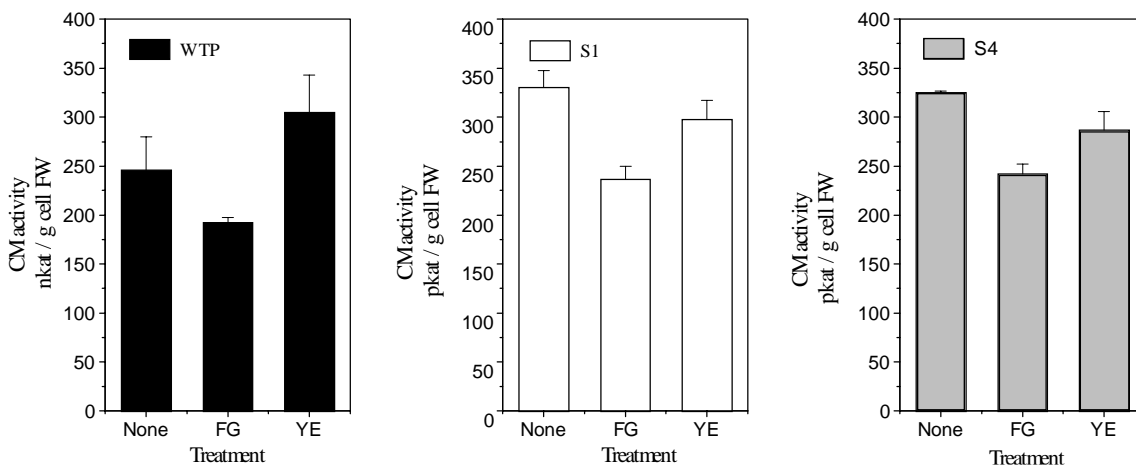 400
350
300
250
200
150
100
50
0
CM activity
nkat / g cell FW
WTP
None FG YE
Treatment
400
350
300
250
200
150
100
50
0
CM activity
pkat / g cell FW
S1
None FG YE
Treatment
400
350
300
250
200
150
100
50
0
CM activity
pkat / g cell FW
S4
None FG YE
Treatment